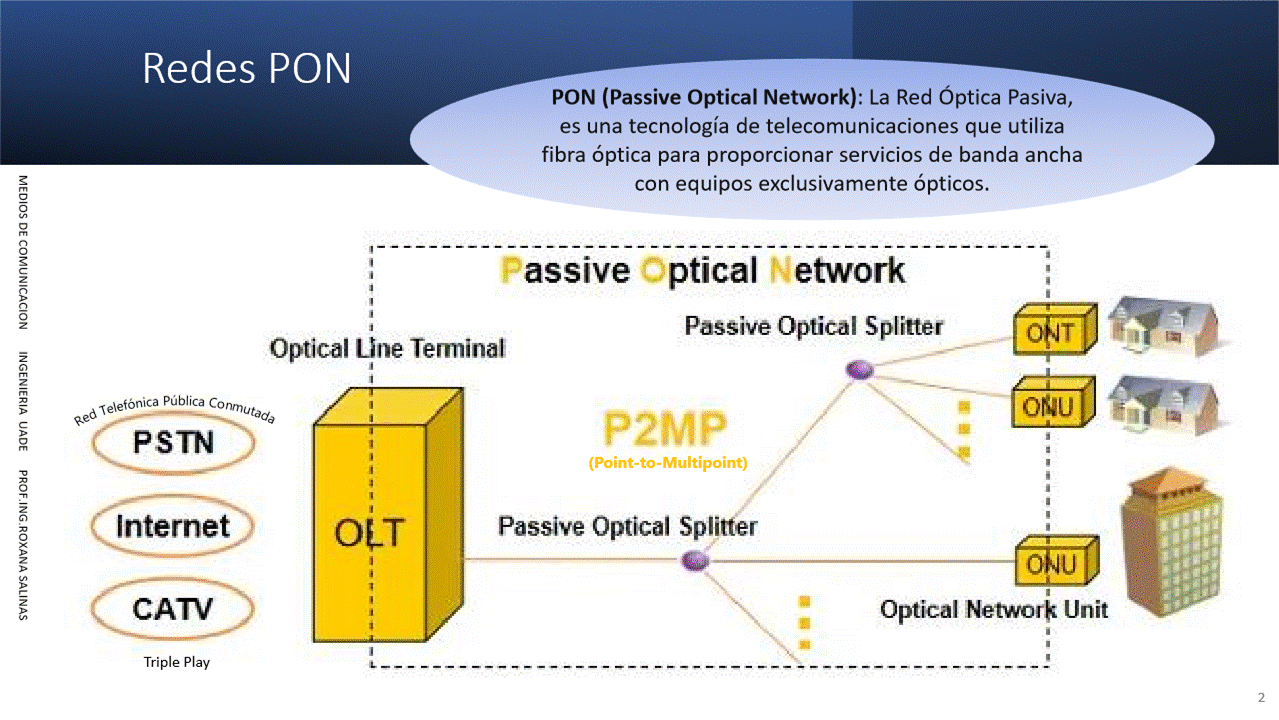 Redes PON
PON (Passive Optical Network): La Red Óptica Pasiva,
es una tecnología de telecomunicaciones que utiliza
fibra óptica para proporcionar servicios de banda ancha
con equipos exclusivamente ópticos.
MEDIOS DE COMUNICACION INGENIERIA UADE PROF.ING.ROXANA SALINAS
Passive Optical Network
Passive Optical Splitter
Optical Line Terminal
ONT
ONU
Red Telefónica Pública Conmutada
PSTN
P2MP
(Point-to-Multipoint)
Internet
OLT
Passive Optical Splitter
ONU
CATV
Optical Network Unit
Triple Play
2